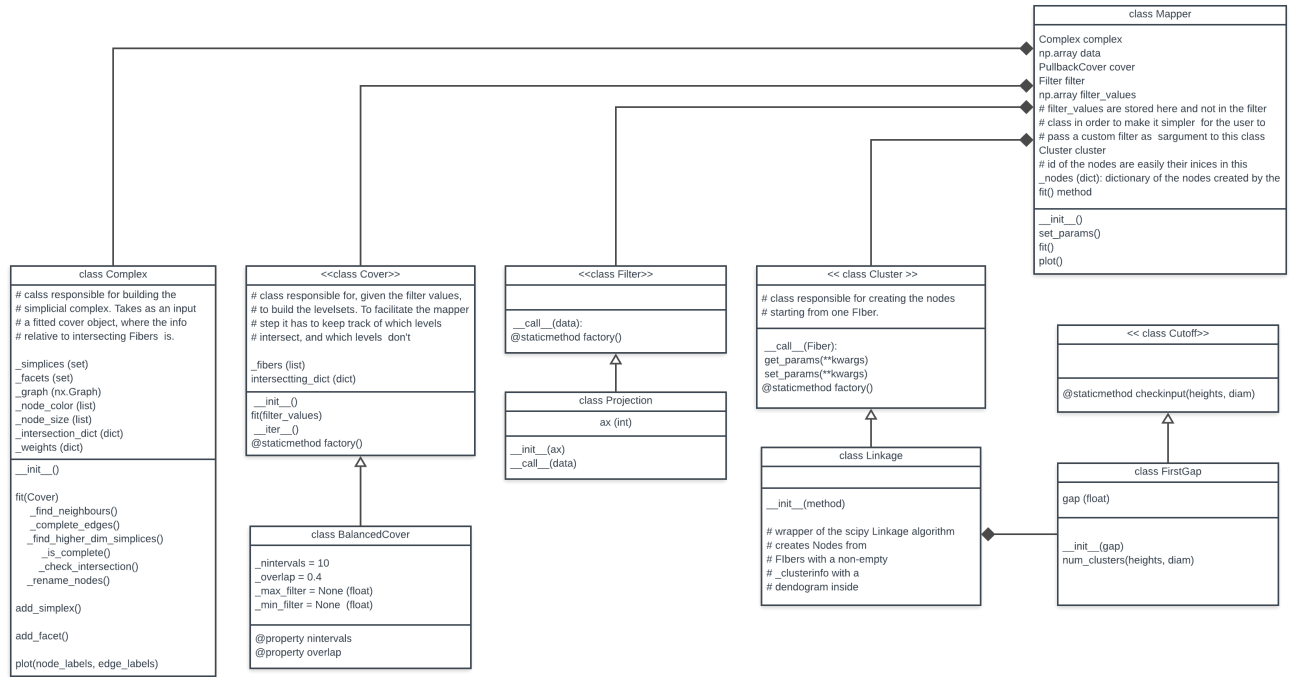 class Mapper
Complex complex
np.array data
PullbackCover cover
Filter filter
np.array filter_values
# filter_values are stored here and not in the filter
# class in order to make it simpler for the user to
# pass a custom filter as sargument to this class
Cluster cluster
# id of the nodes are easily their inices in this
_nodes (dict): dictionary of the nodes created by the
fit() method
__init__()
set_params()
fit()
plot()
class Complex
# calss responsible for building the
# simplicial complex. Takes as an input
# a fitted cover object, where the info
# relative to intersecting Fibers is.
_simplices (set)
_facets (set)
_graph (nx.Graph)
_node_color (list)
_node_size (list)
_intersection_dict (dict)
_weights (dict)
__init__()
fit(Cover)
_find_neighbours()
_complete_edges()
_find_higher_dim_simplices()
_is_complete()
_check_intersection()
_rename_nodes()
add_simplex()
add_facet()
plot(node_labels, edge_labels)
<<class Cover>>
# class responsible for, given the filter values,
# to build the levelsets. To facilitate the mapper
# step it has to keep track of which levels
# intersect, and which levels don't
_fibers (list)
intersectting_dict (dict)
__init__()
fit(filter_values)
__iter__()
@staticmethod factory()
class BalancedCover
_nintervals = 10
_overlap = 0.4
_max_filter = None (float)
_min_filter = None (float)
@property nintervals
@property overlap
<<class Filter>>
__call__(data):
@staticmethod factory()
class Projection
ax (int)
__init__(ax)
__call__(data)
<< class Cluster >>
# class responsible for creating the nodes
# starting from one FIber.
__call__(Fiber):
get_params(**kwargs)
set_params(**kwargs)
@staticmethod factory()
class Linkage
__init__(method)
# wrapper of the scipy Linkage algorithm
# creates Nodes from
# FIbers with a non-empty
# _clusterinfo with a
# dendogram inside
<< class Cutoff>>
@staticmethod checkinput(heights, diam)
class FirstGap
gap (float)
__init__(gap)
num_clusters(heights, diam)